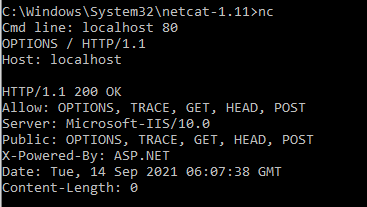 C:\Windows\System32\netcat-1.11>nc
Cmd line: localhost 80
OPTIONS / HTTP/1.1
Host: localhost

HTTP/1.1 200 OK
Allow: OPTIONS, TRACE, GET, HEAD, POST
Server: Microsoft-IIS/10.0
Public: OPTIONS, TRACE, GET, HEAD, POST
X-Powered-By: ASP.NET
Date: Tue, 14 Sep 2021 06:07:38 GMT
Content-Length: 0